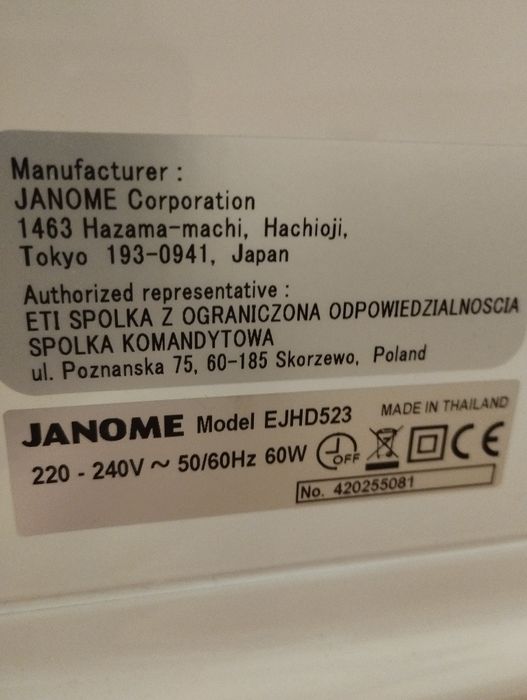 Manufacturer :
JANOME Corporation
1463 Hazama-machi, Hachioji,
Tokyo 193-0941, Japan
Authorized representative :
ETI SPOLKA Z OGRANICZONA ODPOWIEDZIALNOSCIA
SPOLKA KOMANDYTOWA
ul. Poznanska 75, 60-185 Skorzewo, Poland
JANOME Model EJHD523 MADE IN THAILAND
220 - 240V ~ 50/60Hz 60W OFF CE
No. 420255081